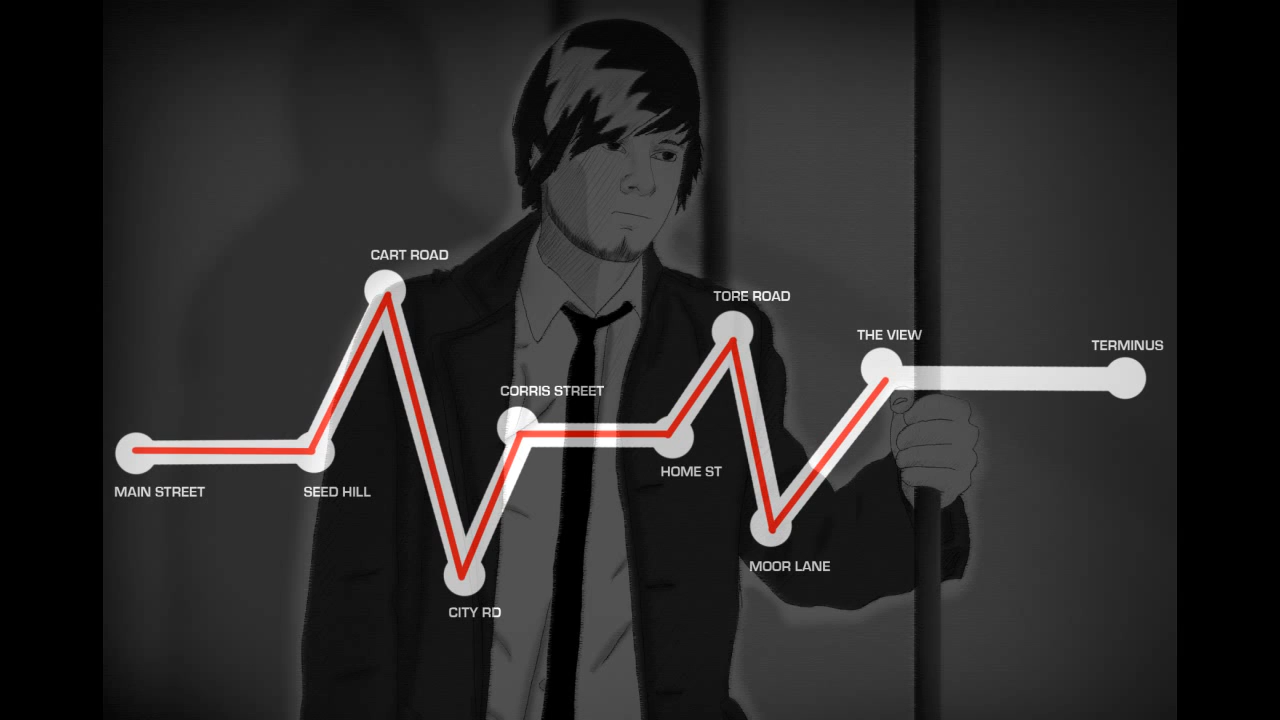 CART ROAD
TORE ROAD
THE VIEW
TERMINUS
CORRIS STREET
HOME ST
MAIN STREET
SEED HILL
MOOR LANE
CITY RD